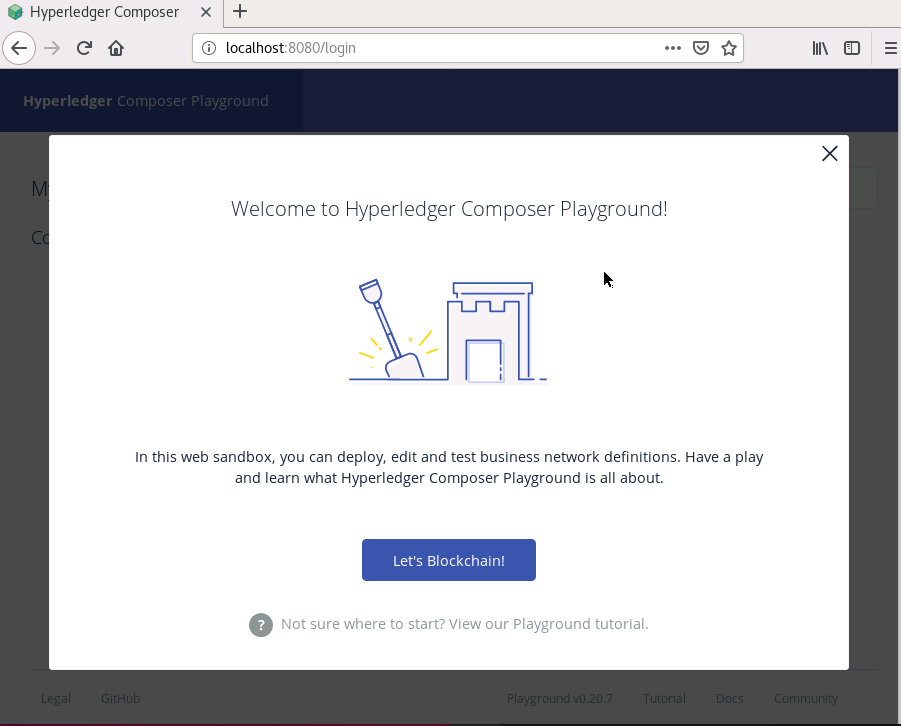 Hyperledger Composer
localhost:8080/login
Hyperledger Composer Playground
My
Welcome to Hyperledger Composer Playground!
In this web sandbox, you can deploy, edit and test business network definitions. Have a play
and learn what Hyperledger Composer Playground is all about.
Let's Blockchain!
? Not sure where to start? View our Playground tutorial.
Legal GitHub Playground v0.20.7 Tutorial Docs Community